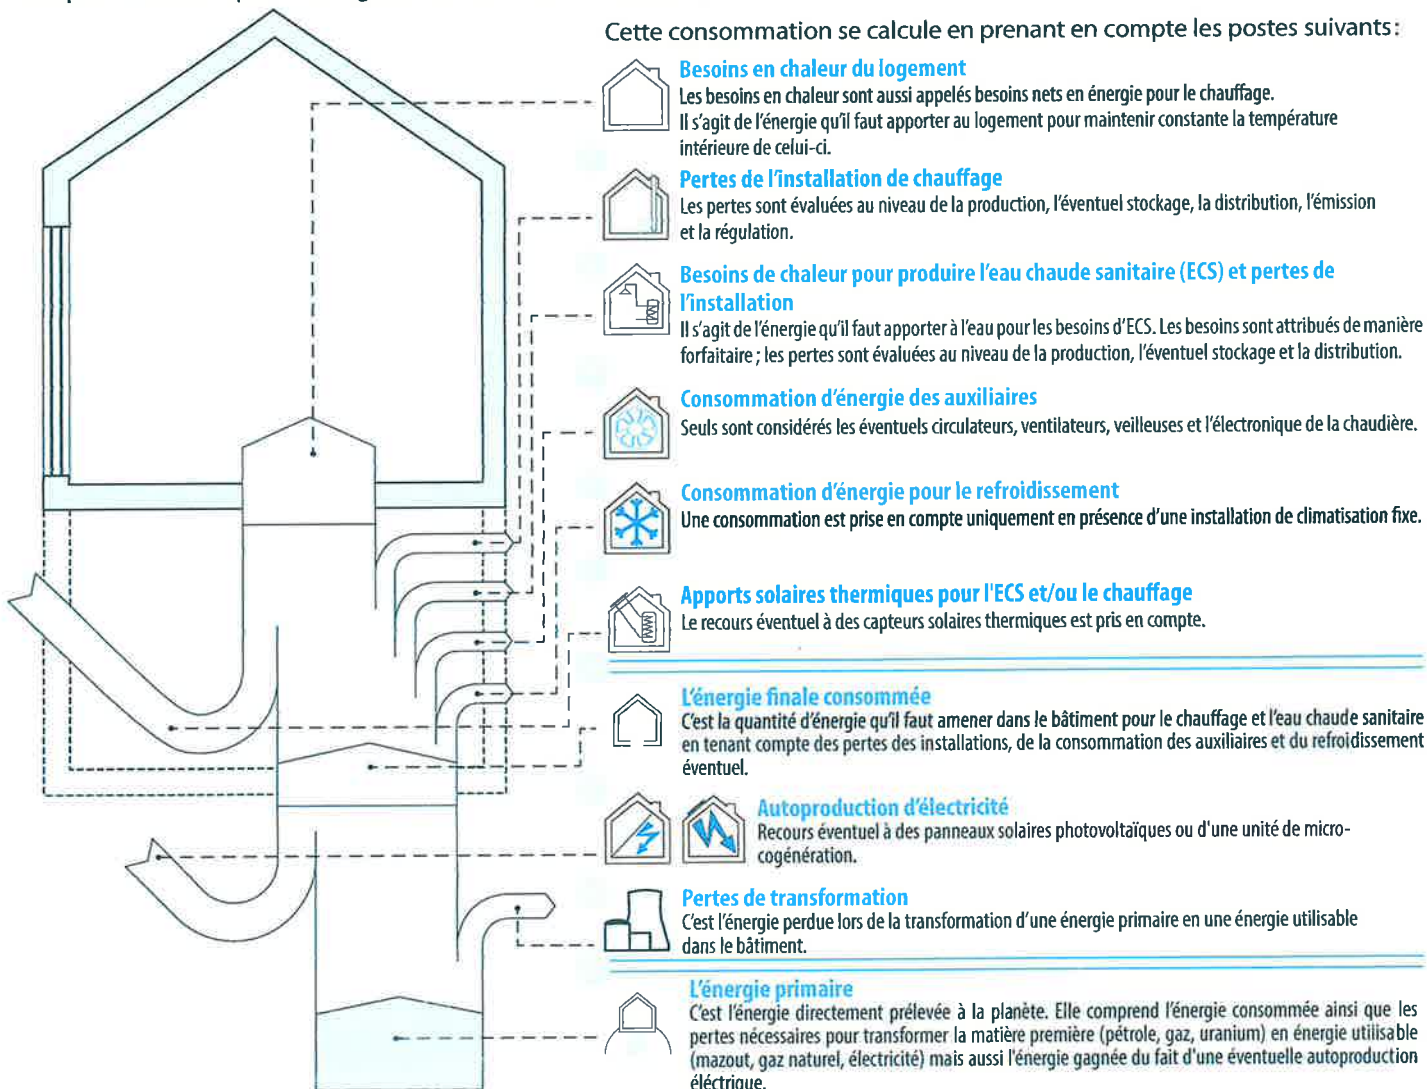 Cette consommation se calcule en prenant en compte les postes suivants:
Besoins en chaleur du logement
Les besoins en chaleur sont aussi appelés besoins nets en énergie pour le chauffage.
Il s'agit de l'énergie qu'il faut apporter au logement pour maintenir constante la température
intérieure de celui-ci.
Pertes de l'installation de chauffage
Les pertes sont évaluées au niveau de la production, l'éventuel stockage, la distribution, l'émission
et la régulation.
Besoins de chaleur pour produire l'eau chaude sanitaire (ECS) et pertes de
l'installation
Il s'agit de l'énergie qu'il faut apporter à l'eau pour les besoins d'ECS. Les besoins sont attribués de manière
forfaitaire ; les pertes sont évaluées au niveau de la production, l'éventuel stockage et la distribution.
Consommation d'énergie des auxiliaires
Seuls sont considérés les éventuels circulateurs, ventilateurs, veilleuses et l'électronique de la chaudière.
Consommation d'énergie pour le refroidissement
Une consommation est prise en compte uniquement en présence d'une installation de climatisation fixe.
Apports solaires thermiques pour l'ECS et/ou le chauffage
Le recours éventuel à des capteurs solaires thermiques est pris en compte.
L'énergie finale consommée
C'est la quantité d'énergie qu'il faut amener dans le bâtiment pour le chauffage et l'eau chaude sanitaire
en tenant compte des pertes des installations, de la consommation des auxiliaires et du refroidissement
éventuel.
Autoproduction d'électricité
Recours éventuel à des panneaux solaires photovoltaïques ou d'une unité de micro-
cogénération.
Pertes de transformation
C'est l'énergie perdue lors de la transformation d'une énergie primaire en une énergie utilisable
dans le bâtiment.
L'énergie primaire
C'est l'énergie directement prélevée à la planète. Elle comprend l'énergie consommée ainsi que les
pertes nécessaires pour transformer la matière première (pétrole, gaz, uranium) en énergie utilisable
(mazout, gaz naturel, électricité) mais aussi l'énergie gagnée du fait d'une éventuelle autoproduction
éléctrique.